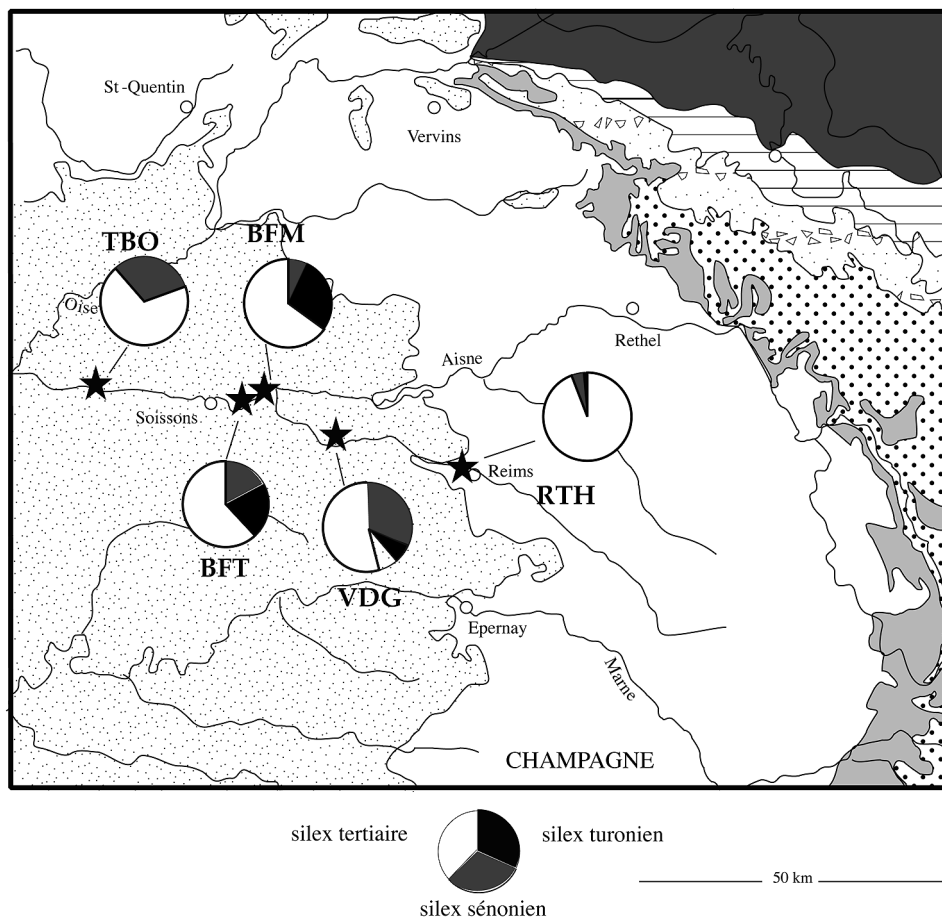 St-Quentin
Vervins
TBO
BFM
Oise
Rethel
Aisne
Soissons
Reims
RTH
BFT
VDG
Epernay
Marne
CHAMPAGNE
silex tertiaire
silex turonien
50 km
silex sénonien